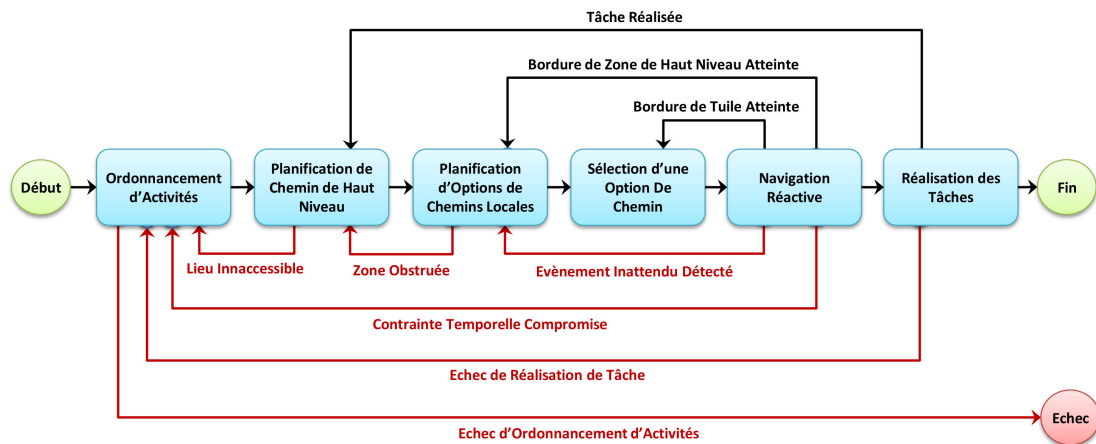 Tâche Réalisée
Bordure de Zone de Haut Niveau Atteinte
Bordure de Tuile Atteinte
Début
Ordonnancement
d'Activités
Planification de
Chemin de Haut
Niveau
Planification
d'Options de
Chemins Locales
Sélection d'une
Option De
Chemin
Navigation
Réactive
Réalisation des
Tâches
Fin
Lieu Innaccessible
Zone Obstruée
Evènement Inattendu Détecté
Contrainte Temporelle Compromise
Echec de Réalisation de Tâche
Echec d'Ordonnancement d'Activités
Echec